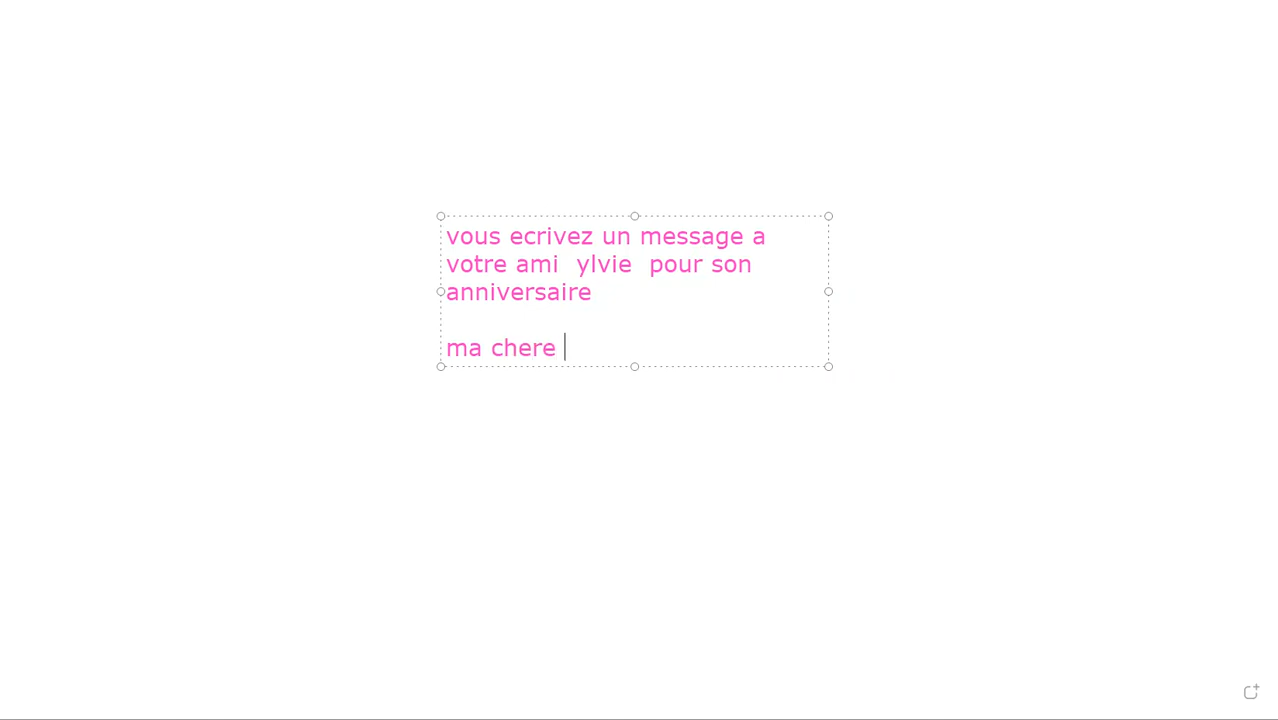 vous ecrivez un message a
votre ami  ylvie  pour son
anniversaire

ma chere